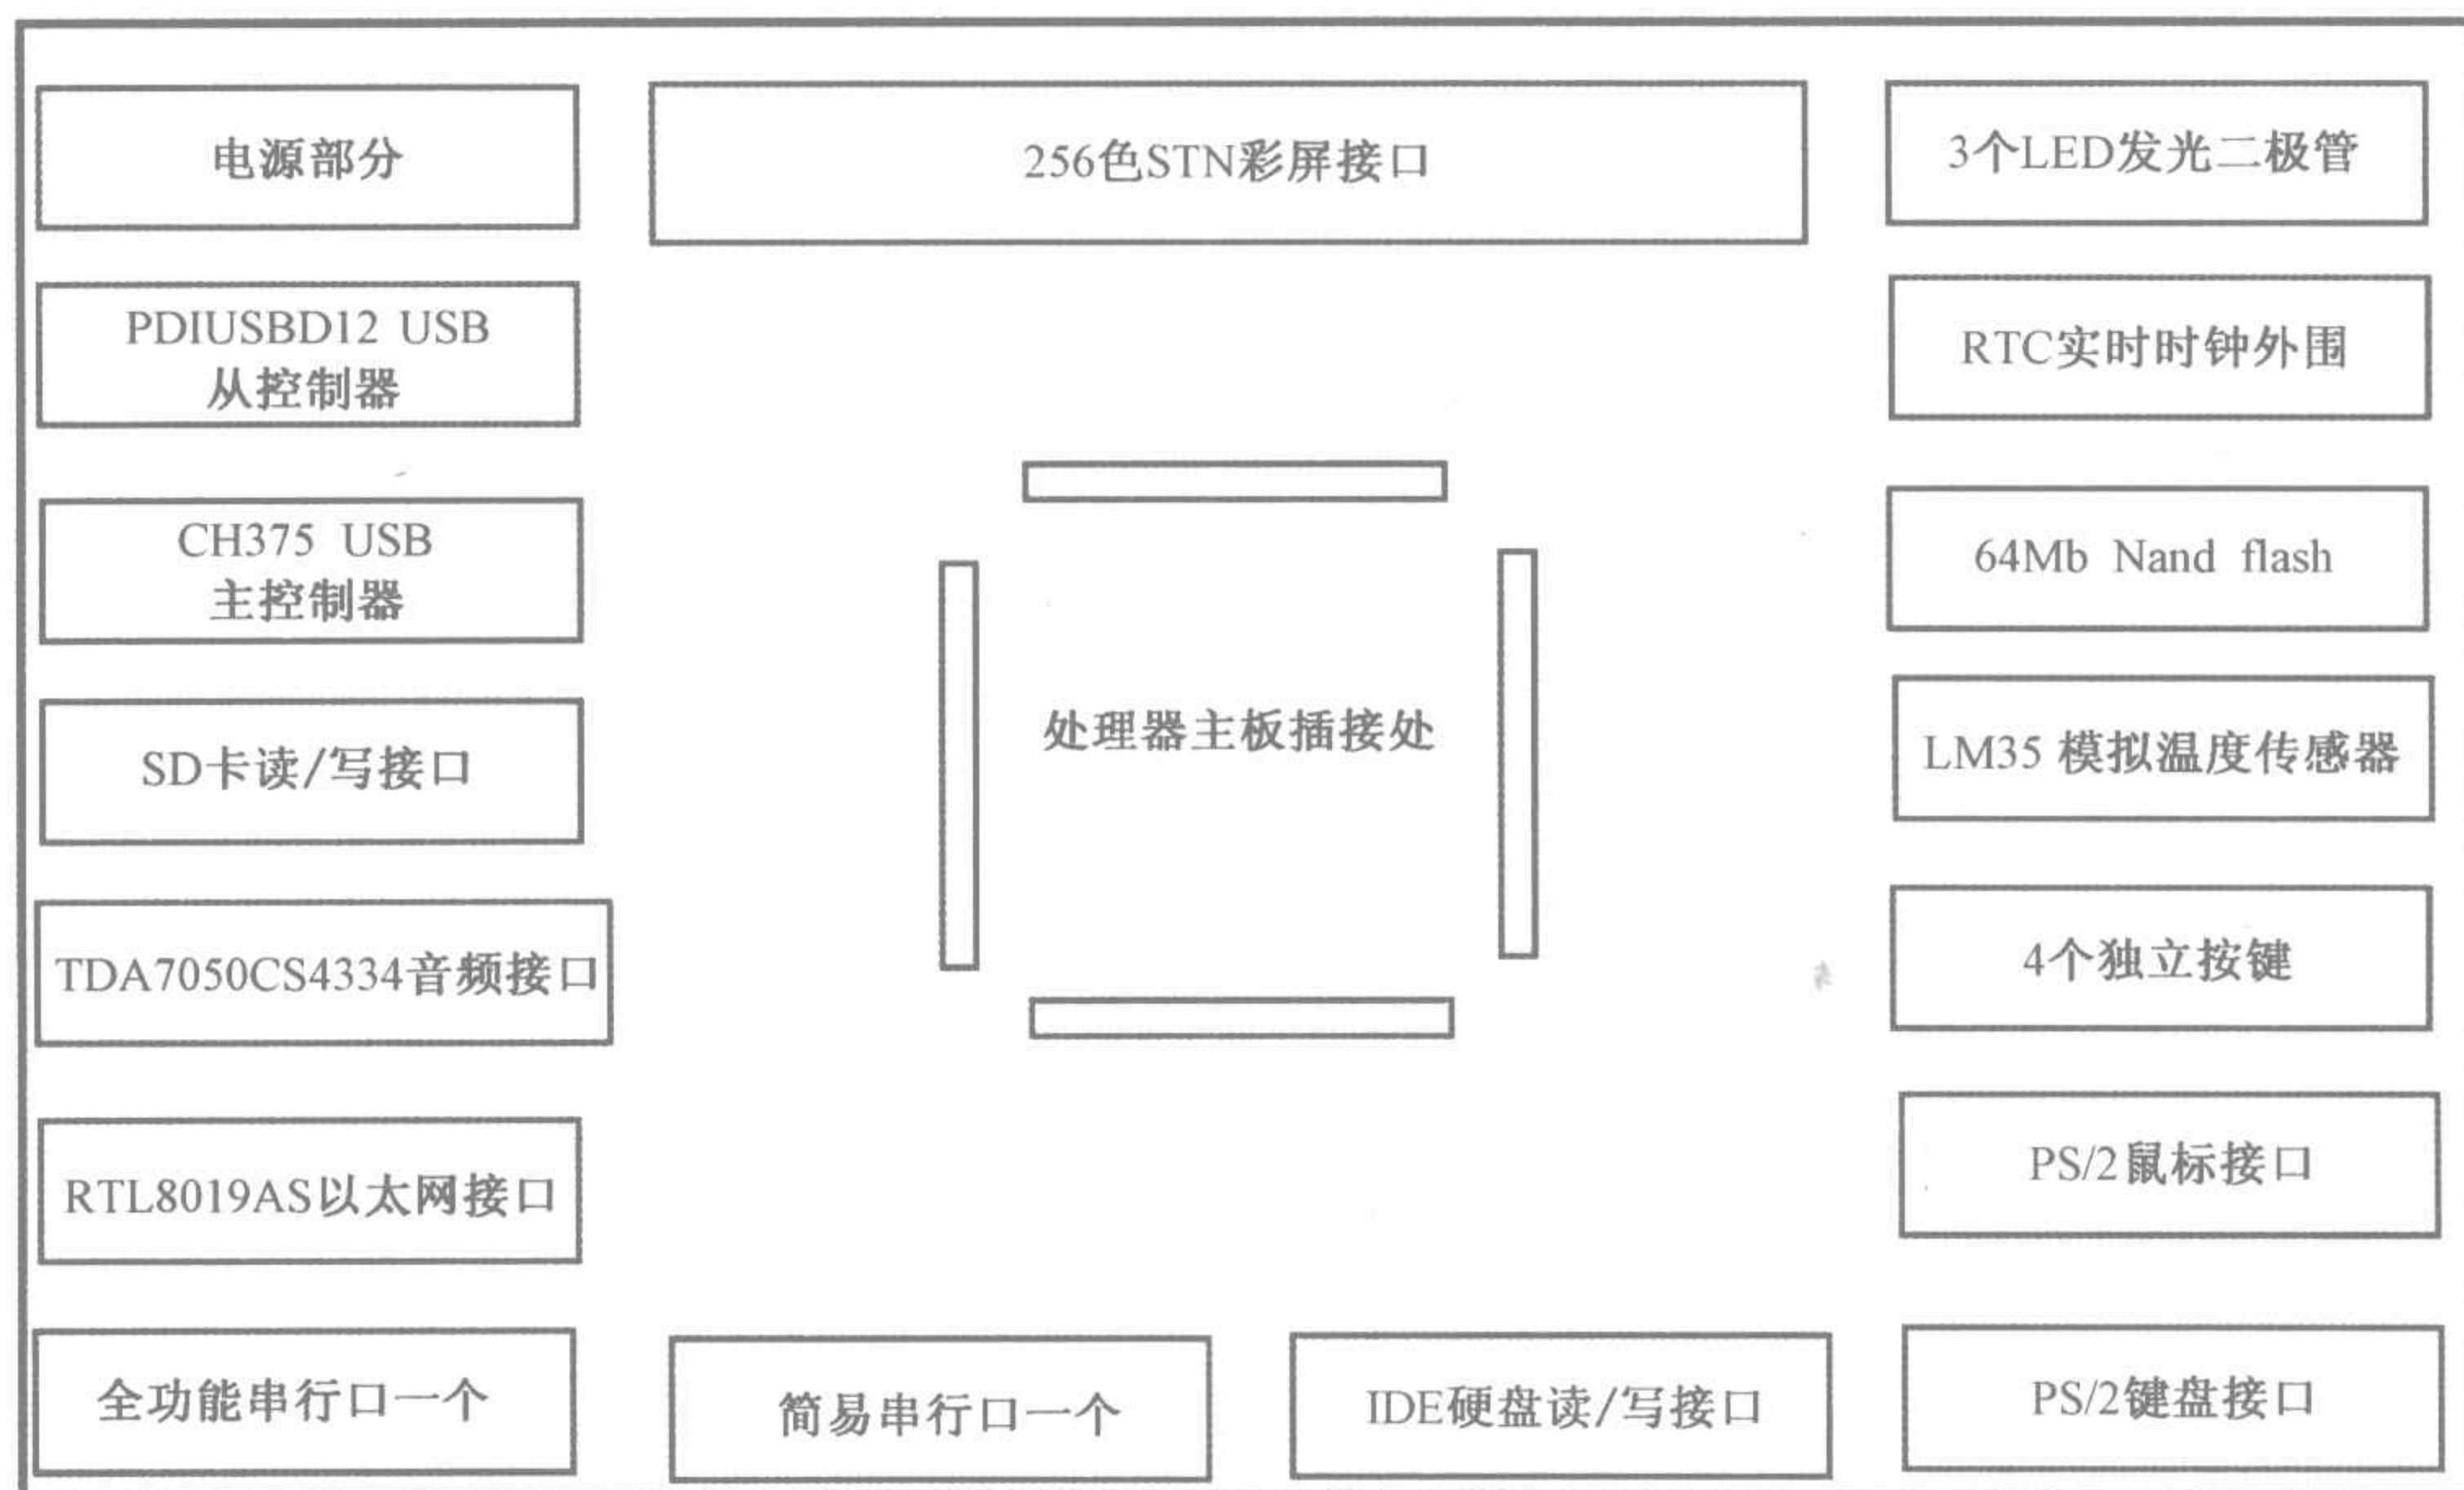 电源部分
256色STN彩屏接口
3个LED发光二极管
PDIUSBD12 USB
从控制器
RTC实时时钟外围
CH375 USB
主控制器
64Mb Nand flash
处理器主板插接处
SD卡读/写接口
LM35 模拟温度传感器
TDA7050CS4334音频接口
4个独立按键
RTL8019AS以太网接口
PS/2鼠标接口
全功能串行口一个
简易串行口一个
IDE硬盘读/写接口
PS/2键盘接口